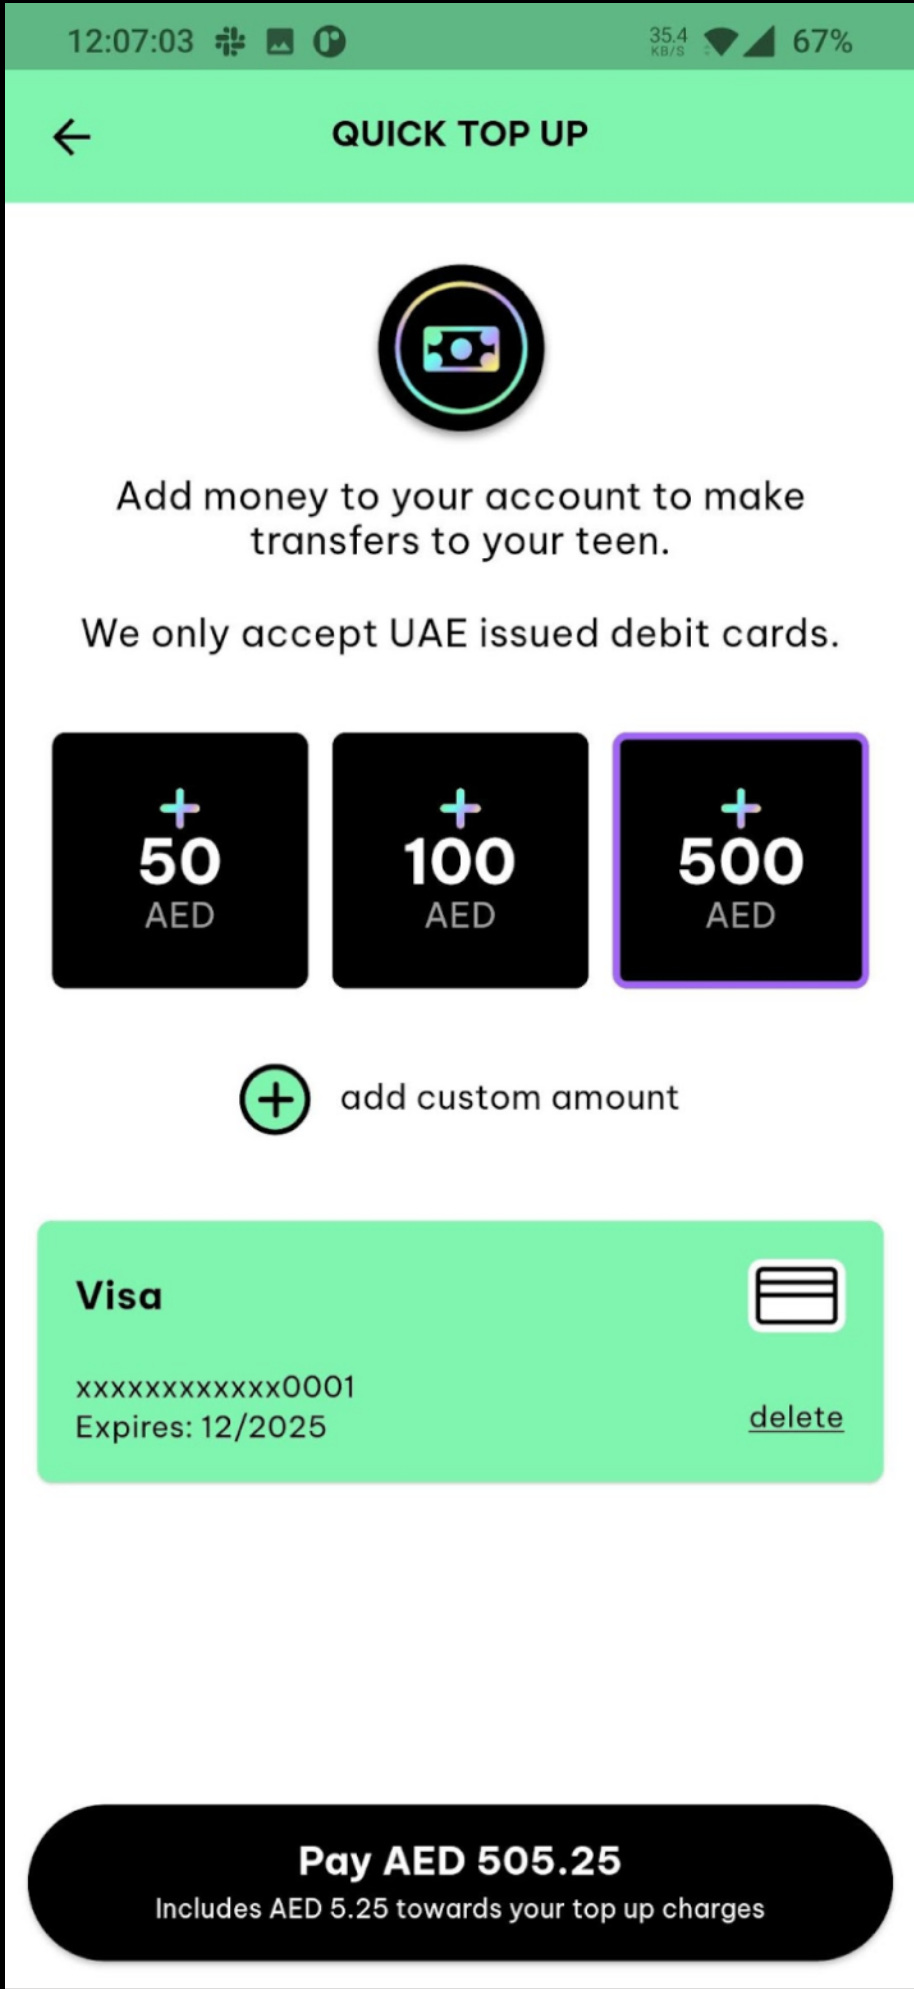 12:07:03
35.4
KB/S
67%
QUICK TOP UP
Add money to your account to make
transfers to your teen.
We only accept UAE issued debit cards.
50
AED
100
AED
500
AED
add custom amount
Visa
xxxxxxxxxxxx0001
Expires: 12/2025
delete
Pay AED 505.25
Includes AED 5.25 towards your top up charges